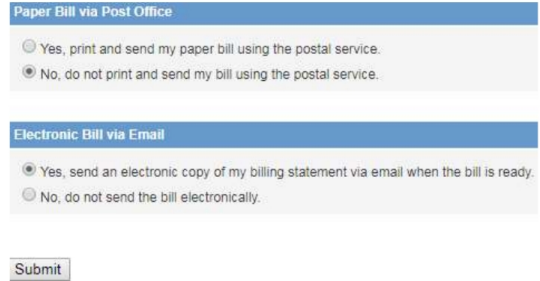 Paper Bill via Post Office
Yes, print and send my paper bill using the postal service.
No, do not print and send my bill using the postal service.
Electronic Bill via Email
Yes, send an electronic copy of my billing statement via email when the bill is ready.
No, do not send the bill electronically.
Submit